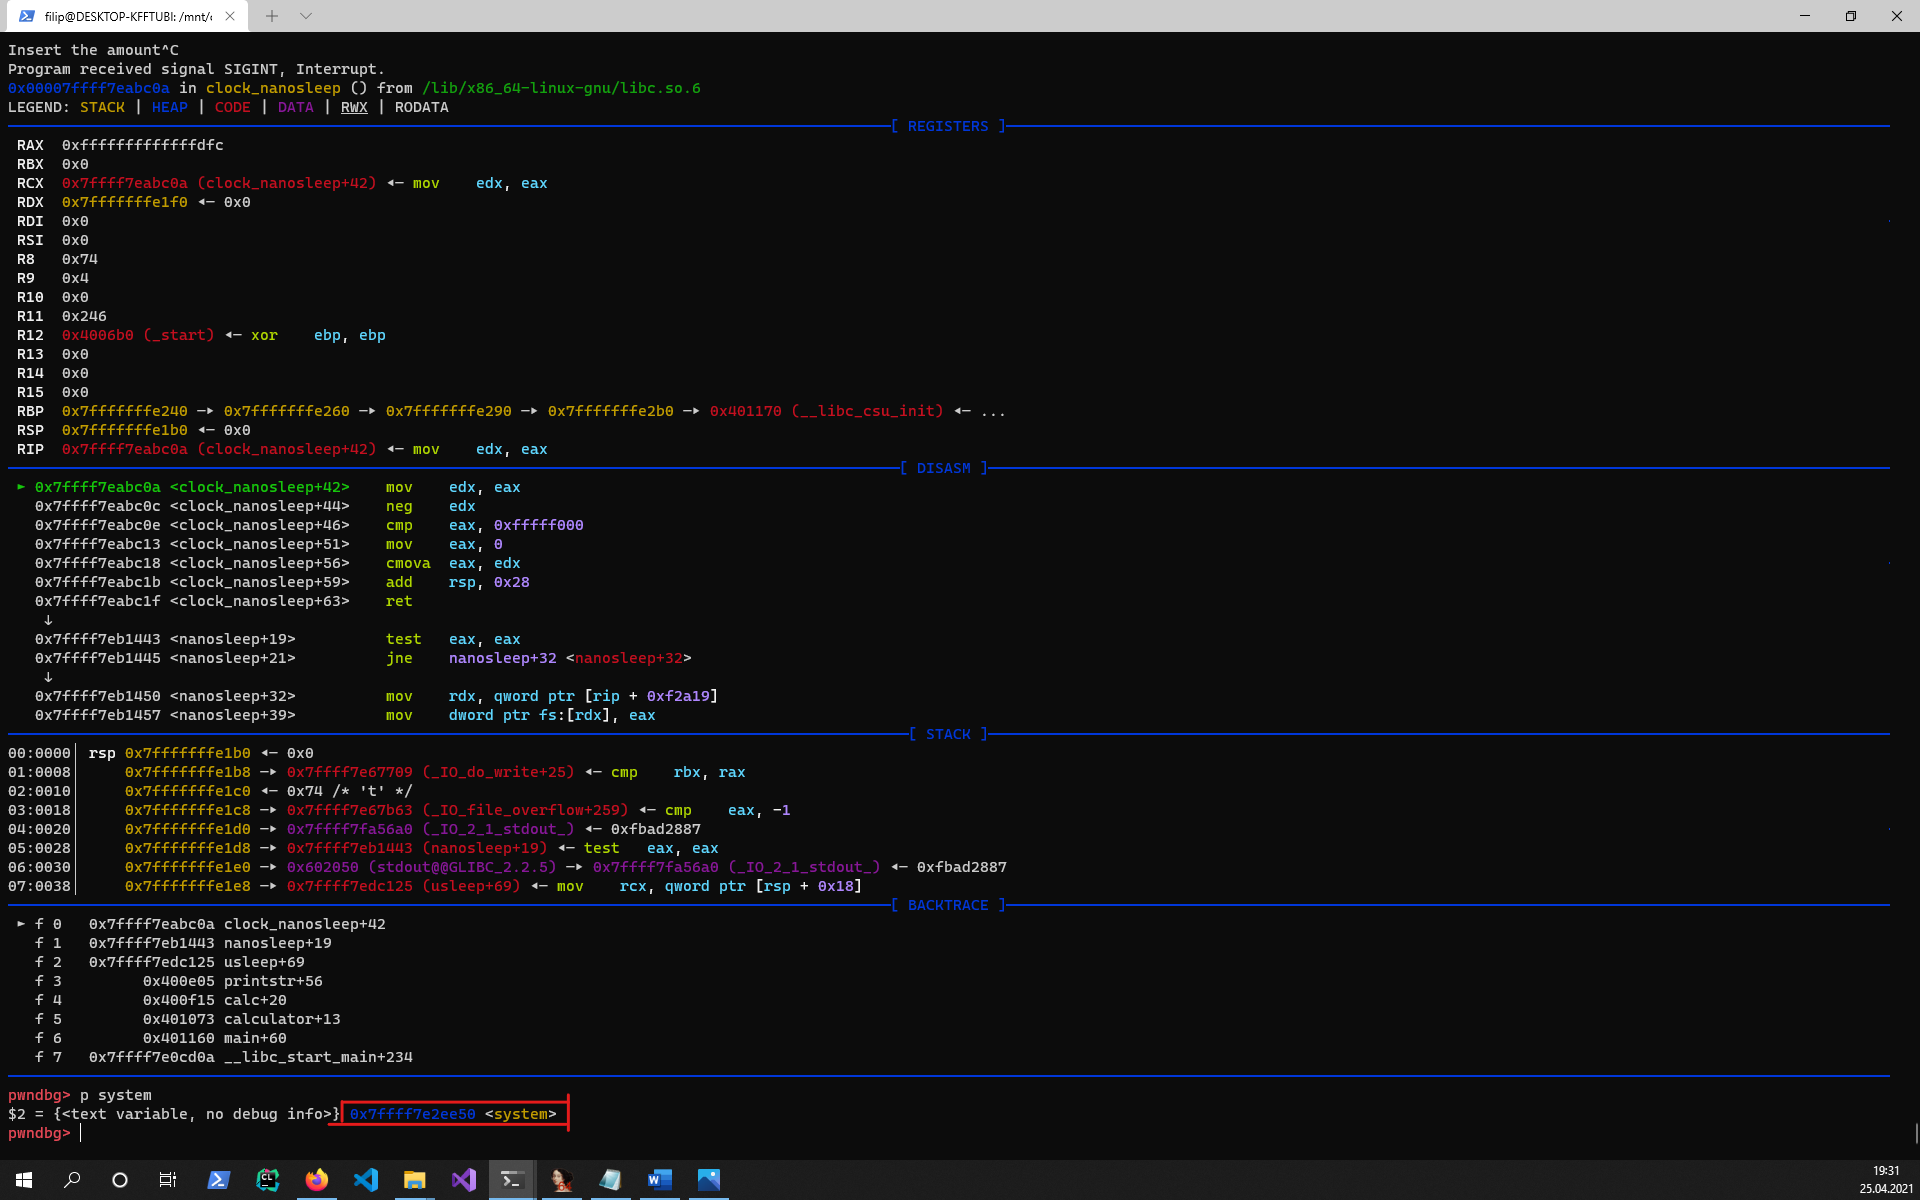 filip@DESKTOP-KFFTUBI: /mnt/
Insert the amount^C
Program received signal SIGINT, Interrupt.
0x00007ffff7eabc0a in clock_nanosleep () from /lib/x86_64-linux-gnu/libc.so.6
LEGEND: STACK | HEAP | CODE | DATA | RWX | RODATA
[ REGISTERS ]
RAX 0xfffffffffffffdfc
RBX 0x0
RCX 0x7ffff7eabc0a (clock_nanosleep+42) ◂— mov edx, eax
RDX 0x7fffffffe1f0 ◂— 0x0
RDI 0x0
RSI 0x0
R8 0x74
R9 0x4
R10 0x0
R11 0x246
R12 0x4006b0 (_start) ◂— xor ebp, ebp
R13 0x0
R14 0x0
R15 0x0
RBP 0x7fffffffe240 —▸ 0x7fffffffe260 —▸ 0x7fffffffe290 —▸ 0x7fffffffe2b0 —▸ 0x401170 (__libc_csu_init) ◂— ...
RSP 0x7fffffffe1b0 ◂— 0x0
RIP 0x7ffff7eabc0a (clock_nanosleep+42) ◂— mov edx, eax
[ DISASM ]
► 0x7ffff7eabc0a <clock_nanosleep+42> mov edx, eax
0x7ffff7eabc0c <clock_nanosleep+44> neg edx
0x7ffff7eabc0e <clock_nanosleep+46> cmp eax, 0xfffff000
0x7ffff7eabc13 <clock_nanosleep+51> mov eax, 0
0x7ffff7eabc18 <clock_nanosleep+56> cmova eax, edx
0x7ffff7eabc1b <clock_nanosleep+59> add rsp, 0x28
0x7ffff7eabc1f <clock_nanosleep+63> ret
↓
0x7ffff7eb1443 <nanosleep+19> test eax, eax
0x7ffff7eb1445 <nanosleep+21> jne nanosleep+32 <nanosleep+32>
↓
0x7ffff7eb1450 <nanosleep+32> mov rdx, qword ptr [rip + 0xf2a19]
0x7ffff7eb1457 <nanosleep+39> mov dword ptr fs:[rdx], eax
[ STACK ]
00:0000│ rsp 0x7fffffffe1b0 ◂— 0x0
01:0008│ 0x7fffffffe1b8 —▸ 0x7ffff7e67709 (_IO_do_write+25) ◂— cmp rbx, rax
02:0010│ 0x7fffffffe1c0 ◂— 0x74 /* 't' */
03:0018│ 0x7fffffffe1c8 —▸ 0x7ffff7e67b63 (_IO_file_overflow+259) ◂— cmp eax, -1
04:0020│ 0x7fffffffe1d0 —▸ 0x7ffff7fa56a0 (_IO_2_1_stdout_) ◂— 0xfbad2887
05:0028│ 0x7fffffffe1d8 —▸ 0x7ffff7eb1443 (nanosleep+19) ◂— test eax, eax
06:0030│ 0x7fffffffe1e0 —▸ 0x602050 (stdout@@GLIBC_2.2.5) —▸ 0x7ffff7fa56a0 (_IO_2_1_stdout_) ◂— 0xfbad2887
07:0038│ 0x7fffffffe1e8 —▸ 0x7ffff7edc125 (usleep+69) ◂— mov rcx, qword ptr [rsp + 0x18]
[ BACKTRACE ]
► f 0 0x7ffff7eabc0a clock_nanosleep+42
f 1 0x7ffff7eb1443 nanosleep+19
f 2 0x7ffff7edc125 usleep+69
f 3 0x400e05 printstr+56
f 4 0x400f15 calc+20
f 5 0x401073 calculator+13
f 6 0x401160 main+60
f 7 0x7ffff7e0cd0a __libc_start_main+234
pwndbg> p system
$2 = {<text variable, no debug info>} 0x7ffff7e2ee50 <system>
pwndbg>
19:31
25.04.2021